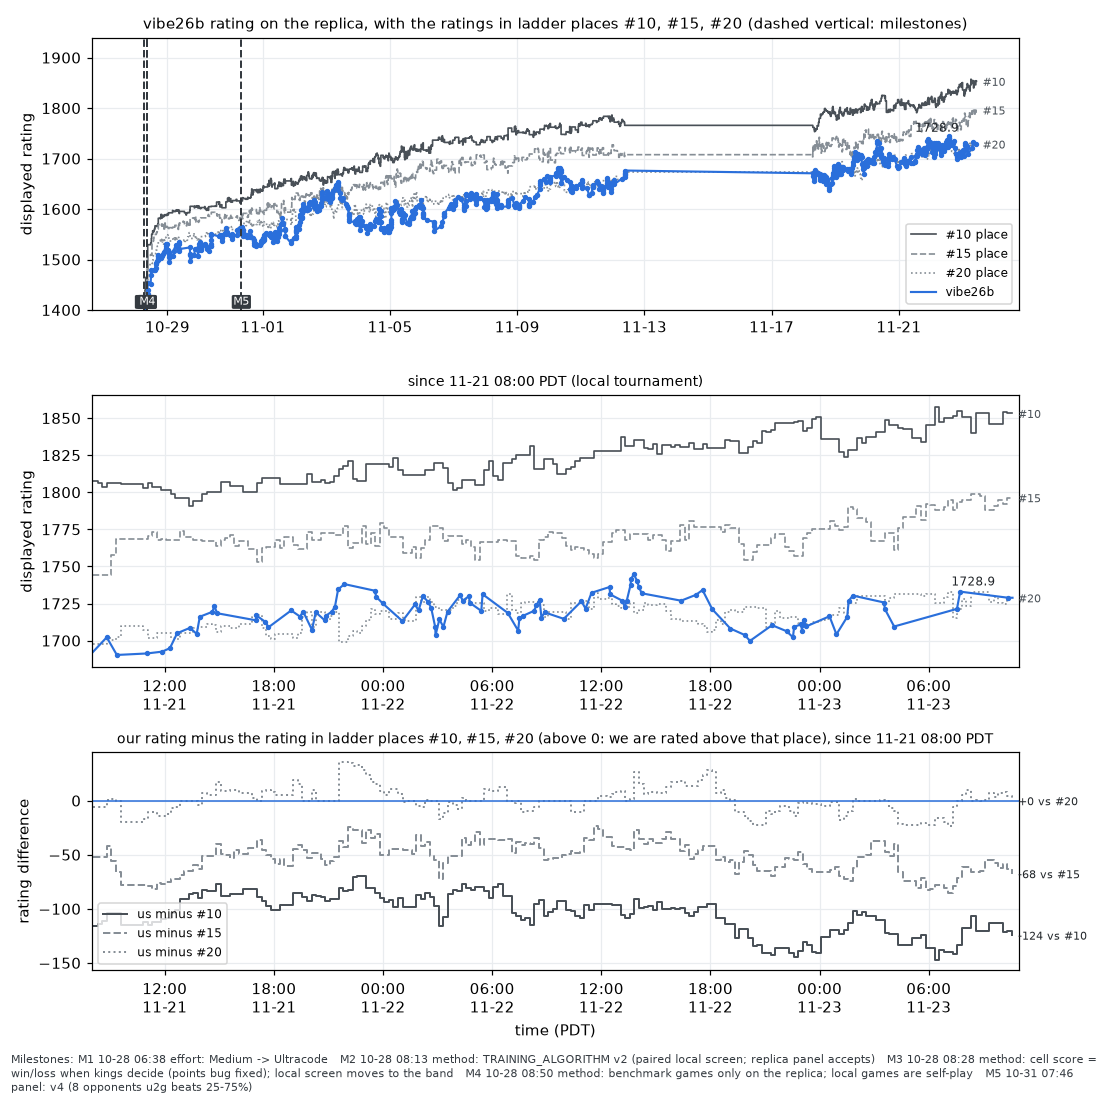 vibe26b rating on the replica, with the ratings in ladder places #10, #15, #20 (dashed vertical: milestones)
displayed rating
1900
1800
1700
1600
1500
1400
#10
#15
1728.9
#20
#10 place
#15 place
#20 place
vibe26b
M4
M5
10-29
11-01
11-05
11-09
11-13
11-17
11-21
since 11-21 08:00 PDT (local tournament)
displayed rating
1850
1825
1800
1775
1750
1725
1700
#10
#15
1728.9
#20
12:00 18:00 00:00 06:00 12:00 18:00 00:00 06:00
11-21 11-21 11-22 11-22 11-22 11-22 11-23 11-23
our rating minus the rating in ladder places #10, #15, #20 (above 0: we are rated above that place), since 11-21 08:00 PDT
rating difference
0
−50
−100
−150
+0 vs #20
-68 vs #15
-124 vs #10
us minus #10
us minus #15
us minus #20
12:00 18:00 00:00 06:00 12:00 18:00 00:00 06:00
11-21 11-21 11-22 11-22 11-22 11-22 11-23 11-23
time (PDT)
Milestones: M1 10-28 06:38 effort: Medium -> Ultracode M2 10-28 08:13 method: TRAINING_ALGORITHM v2 (paired local screen; replica panel accepts) M3 10-28 08:28 method: cell score =
win/loss when kings decide (points bug fixed); local screen moves to the band M4 10-28 08:50 method: benchmark games only on the replica; local games are self-play M5 10-31 07:46
panel: v4 (8 opponents u2g beats 25-75%)